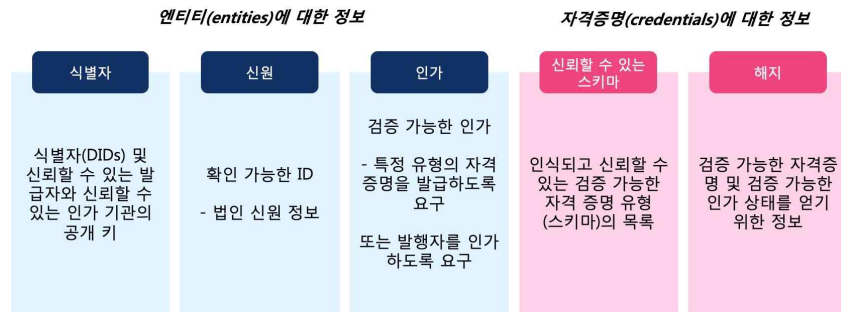 엔티티(entities)에 대한 정보
자격증명(credentials)에 대한 정보
식별자
식별자(DIDs) 및
신뢰할 수 있는 발
급자와 신뢰할 수
있는 인가 기관의
공개 키
신원
확인 가능한 ID
- 법인 신원 정보
인가
검증 가능한 인가
- 특정 유형의 자격
증명을 발급하도록
요구
또는 발행자를 인가
하도록 요구
신뢰할 수 있는
스키마
인식되고 신뢰할 수
있는 검증 가능한
자격 증명 유형
(스키마)의 목록
해지
검증 가능한 자격증
명 및 검증 가능한
인가 상태를 얻기
위한 정보